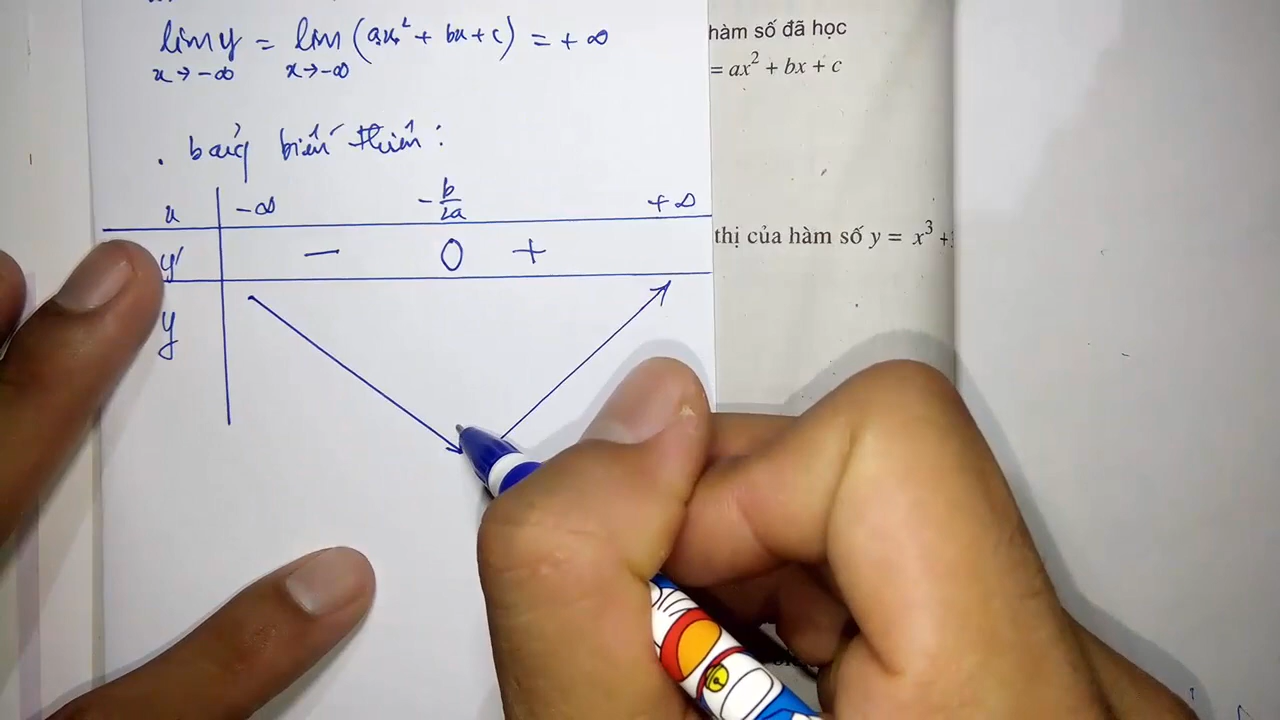 lim y = lim (ax² + bx + c) = + ∞
x → -∞ x → -∞
. bảng biến thiên :
x -∞ -b/2a +∞
y' - 0 +
y
hàm số đã học
= ax² + bx + c
thị của hàm số y = x³ +